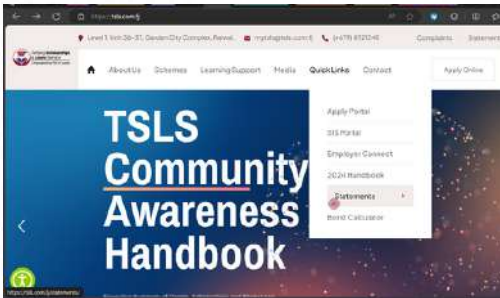 https://tsls.com.fj
Level 1, Unit 36-37, Garden City Complex, Raiwai.
(+679) 8121240
Complaints
Statements
About Us
Schemes
Learning Support
Media
Quick Links
Contact
Apply Online
Apply Portal
SIS Portal
Employer Connect
2024 Handbook
Statements
Bond Calculator
TSLS
Community
Awareness
Handbook
https://tsls.com.fj/statements/